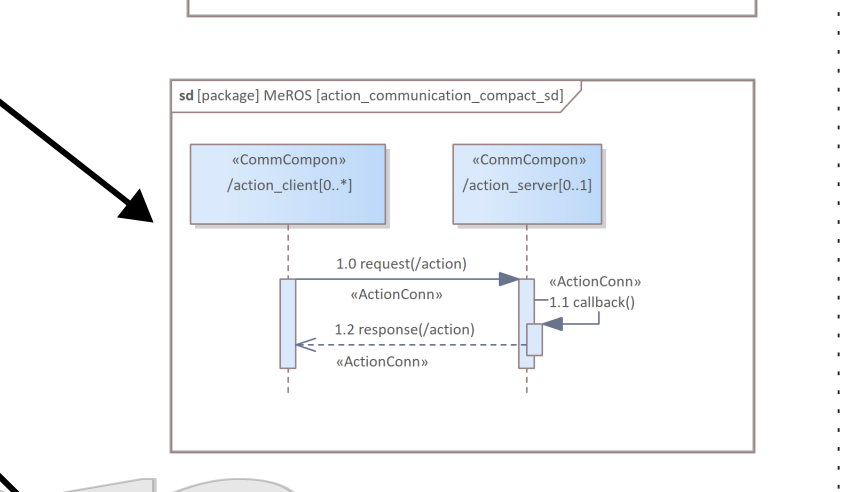 sd [package] MeROS [action_communication_compact_sd]
«CommCompon»
/action_client[0..*]
«CommCompon»
/action_server[0..1]
1.0 request(/action)
«ActionConn»
«ActionConn»
1.1 callback()
1.2 response(/action)
«ActionConn»